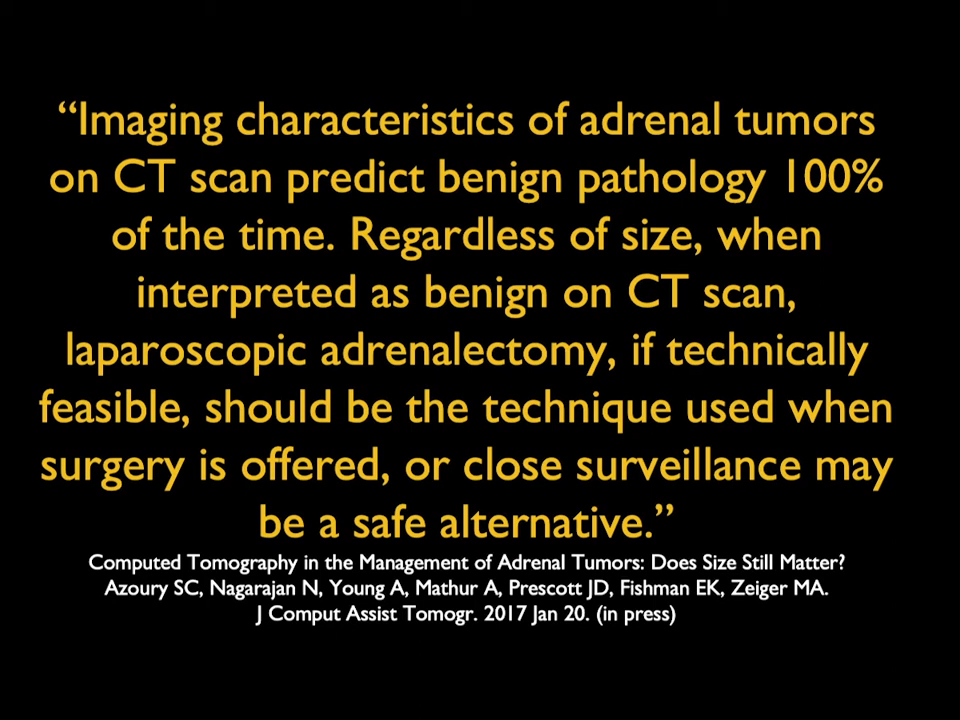 “Imaging characteristics of adrenal tumors
on CT scan predict benign pathology 100%
of the time. Regardless of size, when
interpreted as benign on CT scan,
laparoscopic adrenalectomy, if technically
feasible, should be the technique used when
surgery is offered, or close surveillance may
be a safe alternative.”
Computed Tomography in the Management of Adrenal Tumors: Does Size Still Matter?
Azoury SC, Nagarajan N, Young A, Mathur A, Prescott JD, Fishman EK, Zeiger MA.
J Comput Assist Tomogr. 2017 Jan 20. (in press)